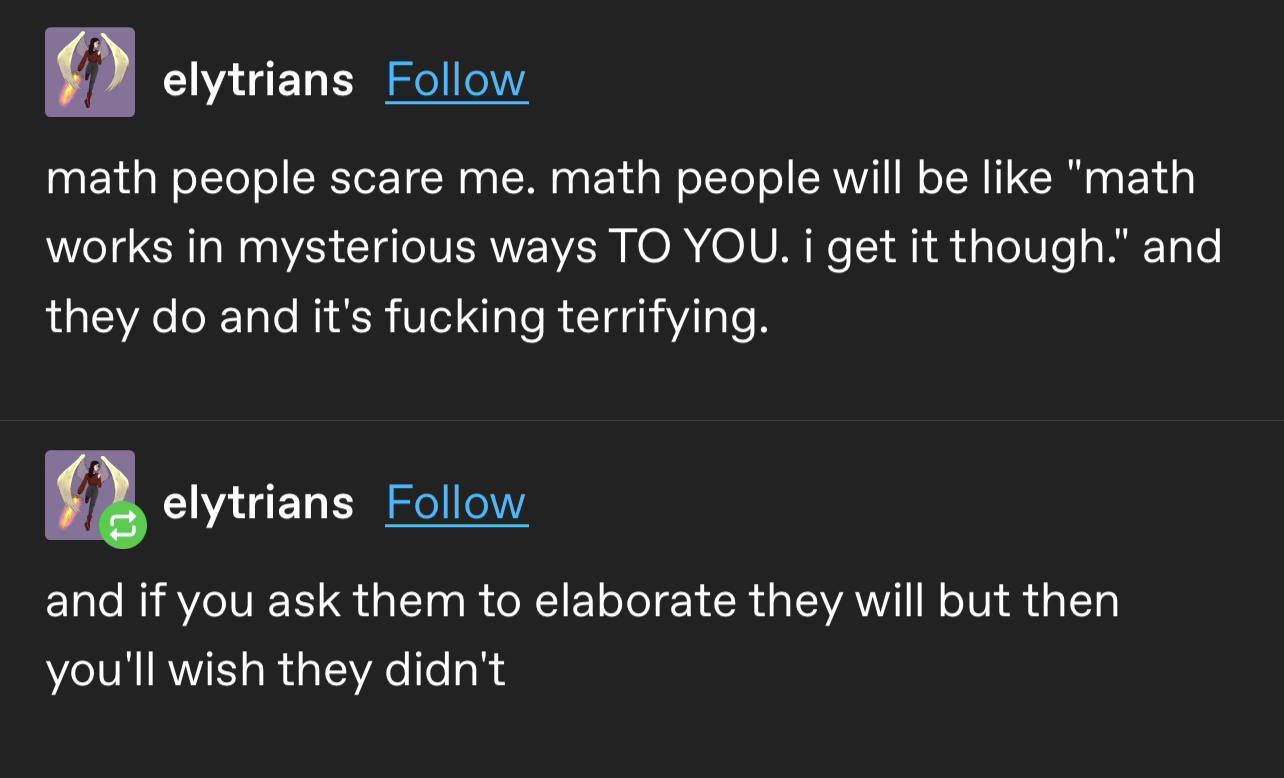 elytrians Follow
math people scare me. math people will be like "math
works in mysterious ways TO YOU. i get it though." and
they do and it's fucking terrifying.
elytrians Follow
and if you ask them to elaborate they will but then
you'll wish they didn't